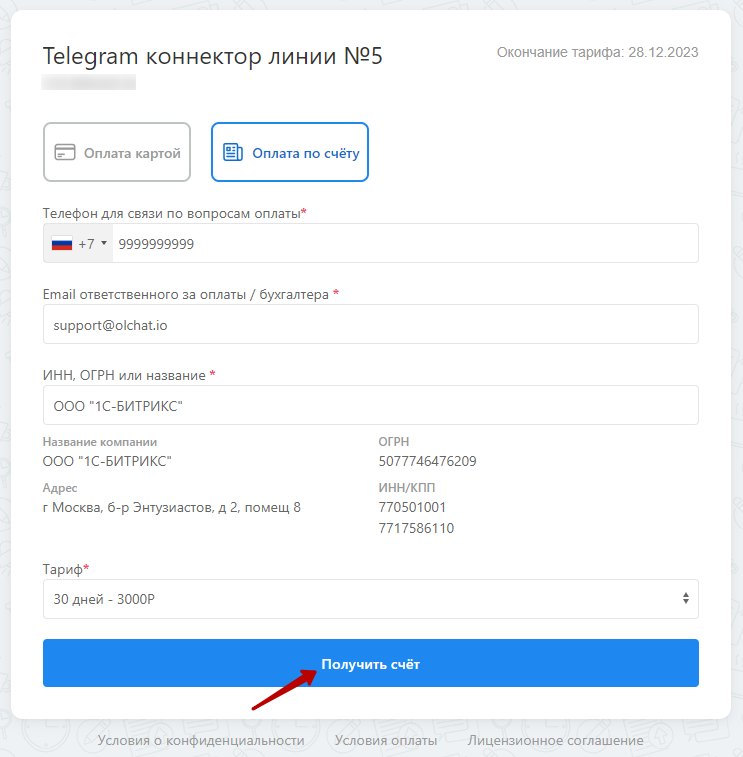 Telegram коннектор линии №5
Окончание тарифа: 28.12.2023
Оплата картой
Оплата по счёту
Телефон для связи по вопросам оплаты*
+7 9999999999
Email ответственного за оплаты / бухгалтера *
support@olchat.io
ИНН, ОГРН или название *
ООО "1С-БИТРИКС"
Название компании
ООО "1С-БИТРИКС"
ОГРН
5077746476209
Адрес
г Москва, б-р Энтузиастов, д 2, помещ 8
ИНН/КПП
770501001
7717586110
Тариф*
30 дней - 3000Р
Получить счёт
Условия о конфиденциальности
Условия оплаты
Лицензионное соглашение